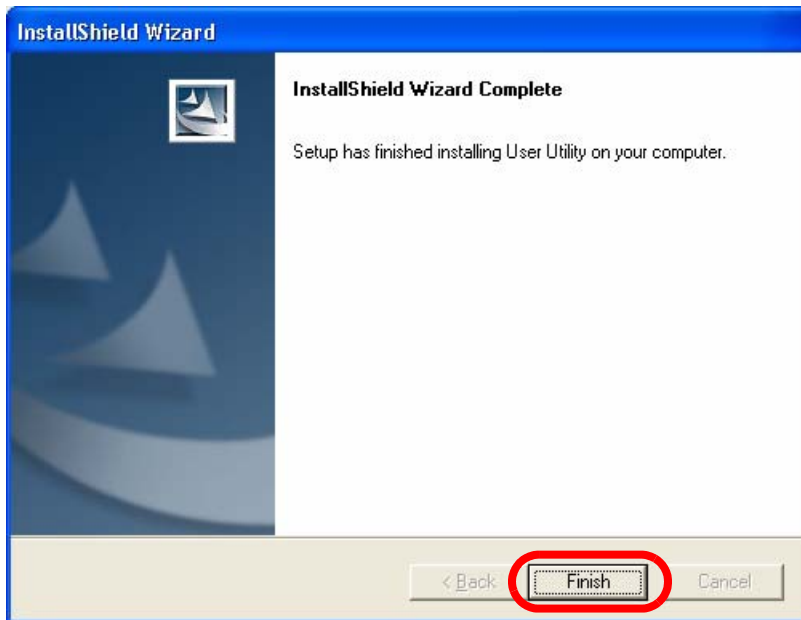 InstallShield Wizard
InstallShield Wizard Complete
Setup has finished installing User Utility on your computer.
< Back
Finish
Cancel